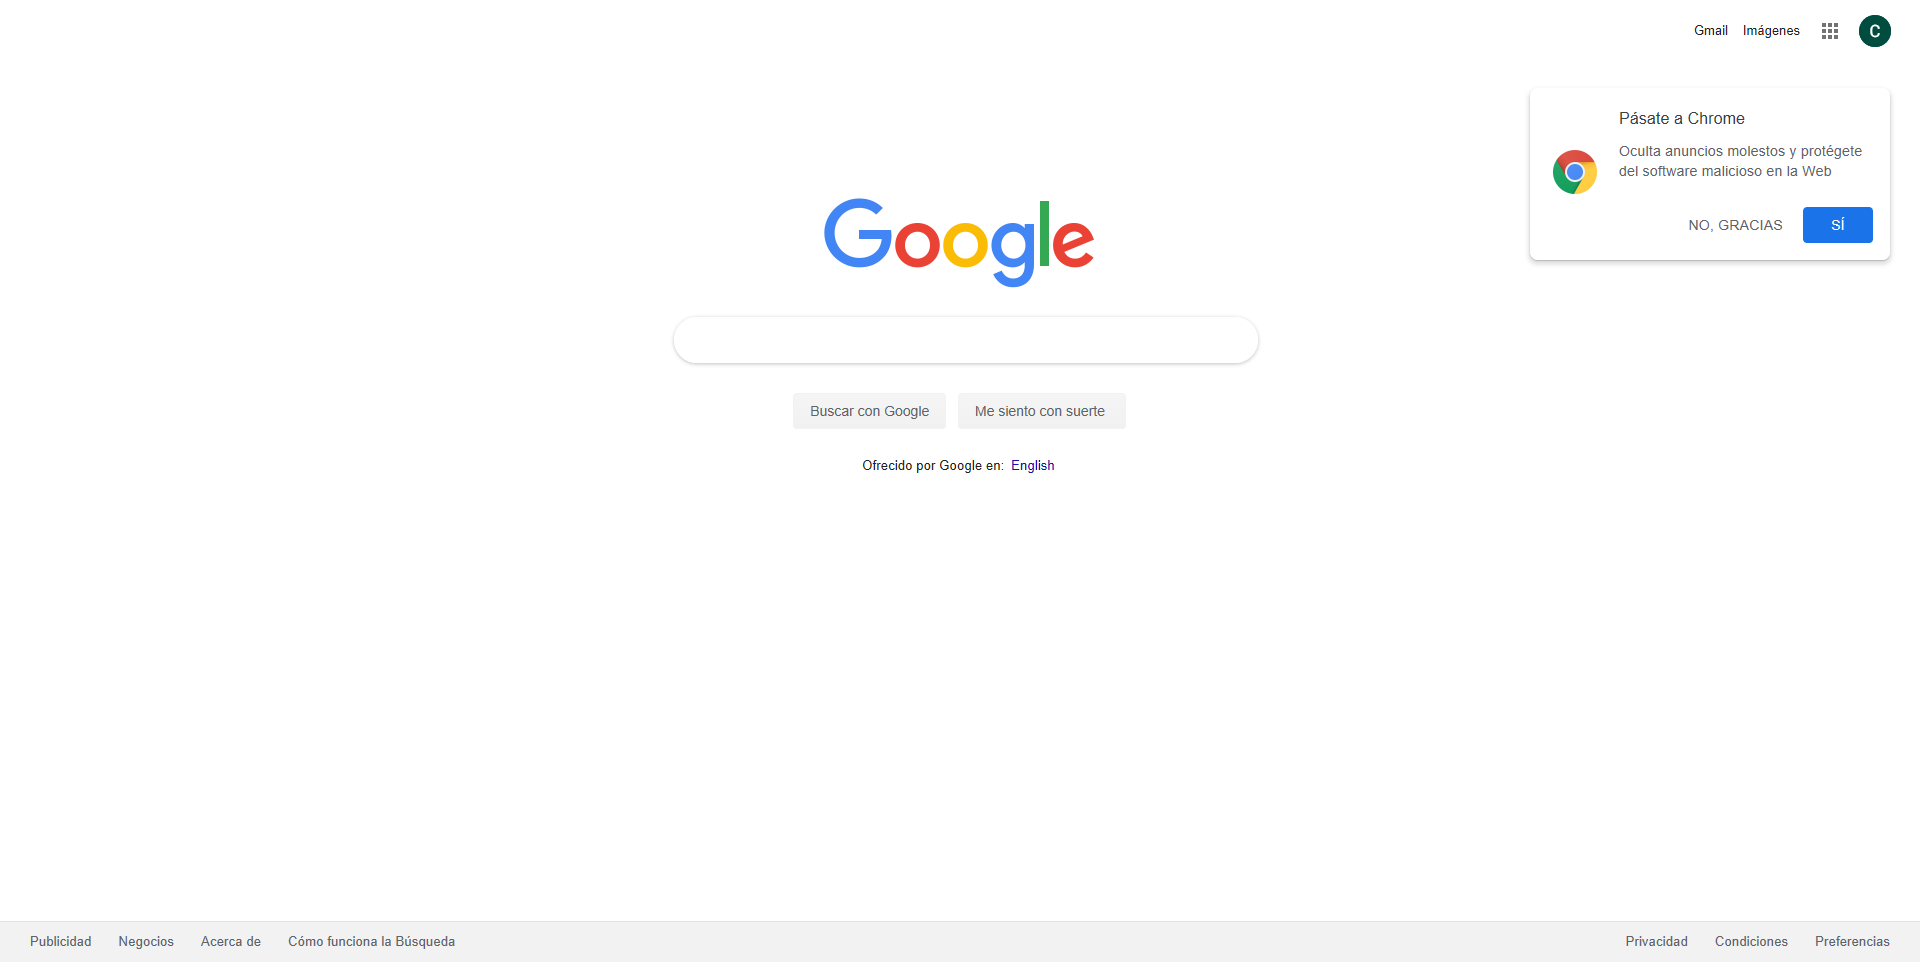 Gmail Imágenes C
Pásate a Chrome
Oculta anuncios molestos y protégete
del software malicioso en la Web
NO, GRACIAS SÍ
Google
Buscar con Google Me siento con suerte
Ofrecido por Google en: English
Publicidad Negocios Acerca de Cómo funciona la Búsqueda Privacidad Condiciones Preferencias